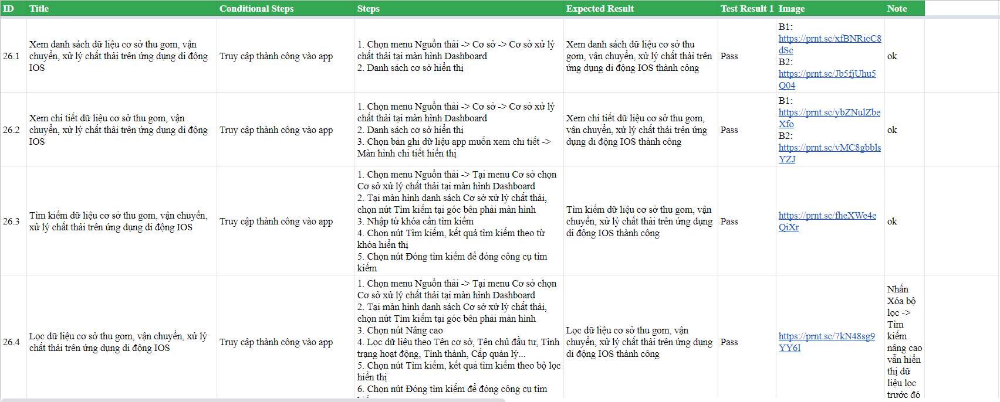 ID Title Conditional Steps Steps Expected Result Test Result 1 Image Note
26.1
Xem danh sách dữ liệu cơ sở thu gom, vận
chuyển, xử lý chất thải trên ứng dụng di động
IOS
Truy cập thành công vào app
1. Chọn menu Nguồn thải -> Cơ sở -> Cơ sở xử lý
chất thải tại màn hình Dashboard
2. Danh sách cơ sở hiển thị
Xem danh sách dữ liệu cơ sở thu
gom, vận chuyển, xử lý chất thải trên
ứng dụng di động IOS thành công
Pass
B1:
https://prnt.sc/xfBNRicC8
dSc
B2:
https://prnt.sc/Jb5fjUhu5
Q04
ok
26.2
Xem chi tiết dữ liệu cơ sở thu gom, vận
chuyển, xử lý chất thải trên ứng dụng di động
IOS
Truy cập thành công vào app
1. Chọn menu Nguồn thải -> Cơ sở -> Cơ sở xử lý
chất thải tại màn hình Dashboard
2. Danh sách cơ sở hiển thị
3. Chọn bản ghi dữ liệu app muốn xem chi tiết ->
Màn hình chi tiết hiển thị
Xem chi tiết dữ liệu cơ sở thu gom,
vận chuyển, xử lý chất thải trên ứng
dụng di động IOS thành công
Pass
B1:
https://prnt.sc/ybZNulZbe
Xfo
B2:
https://prnt.sc/vMC8gbbls
YZJ
ok
26.3
Tìm kiếm dữ liệu cơ sở thu gom, vận chuyển,
xử lý chất thải trên ứng dụng di động IOS
Truy cập thành công vào app
1. Chọn menu Nguồn thải -> Tại menu Cơ sở chọn
Cơ sở xử lý chất thải tại màn hình Dashboard
2. Tại màn hình danh sách Cơ sở xử lý chất thải,
chọn nút Tìm kiếm tại góc bên phải màn hình
3. Nhập từ khóa cần tìm kiếm
4. Chọn nút Tìm kiếm, kết quả tìm kiếm theo từ
khóa hiển thị
5. Chọn nút Đóng tìm kiếm để đóng công cụ tìm
kiếm
Tìm kiếm dữ liệu cơ sở thu gom, vận
chuyển, xử lý chất thải trên ứng dụng
di động IOS thành công
Pass
https://prnt.sc/fheXWe4e
QiXr
ok
26.4
Lọc dữ liệu cơ sở thu gom, vận chuyển, xử lý
chất thải trên ứng dụng di động IOS
Truy cập thành công vào app
1. Chọn menu Nguồn thải -> Tại menu Cơ sở chọn
Cơ sở xử lý chất thải tại màn hình Dashboard
2. Tại màn hình danh sách Cơ sở xử lý chất thải,
chọn nút Tìm kiếm tại góc bên phải màn hình
3. Chọn nút Nâng cao
4. Lọc dữ liệu theo Tên cơ sở, Tên chủ đầu tư, Tình
trạng hoạt động, Tỉnh thành, Cấp quản lý...
5. Chọn nút Tìm kiếm, kết quả tìm kiếm theo bộ lọc
hiển thị
6. Chọn nút Đóng tìm kiếm để đóng công cụ tìm
Lọc dữ liệu cơ sở thu gom, vận
chuyển, xử lý chất thải trên ứng dụng
di động IOS thành công
Pass
https://prnt.sc/7kN48sg9
YY6l
Nhấn
Xóa bộ
lọc ->
Tìm
kiếm
nâng cao
vẫn hiển
thị dữ
liệu lọc
trước đó